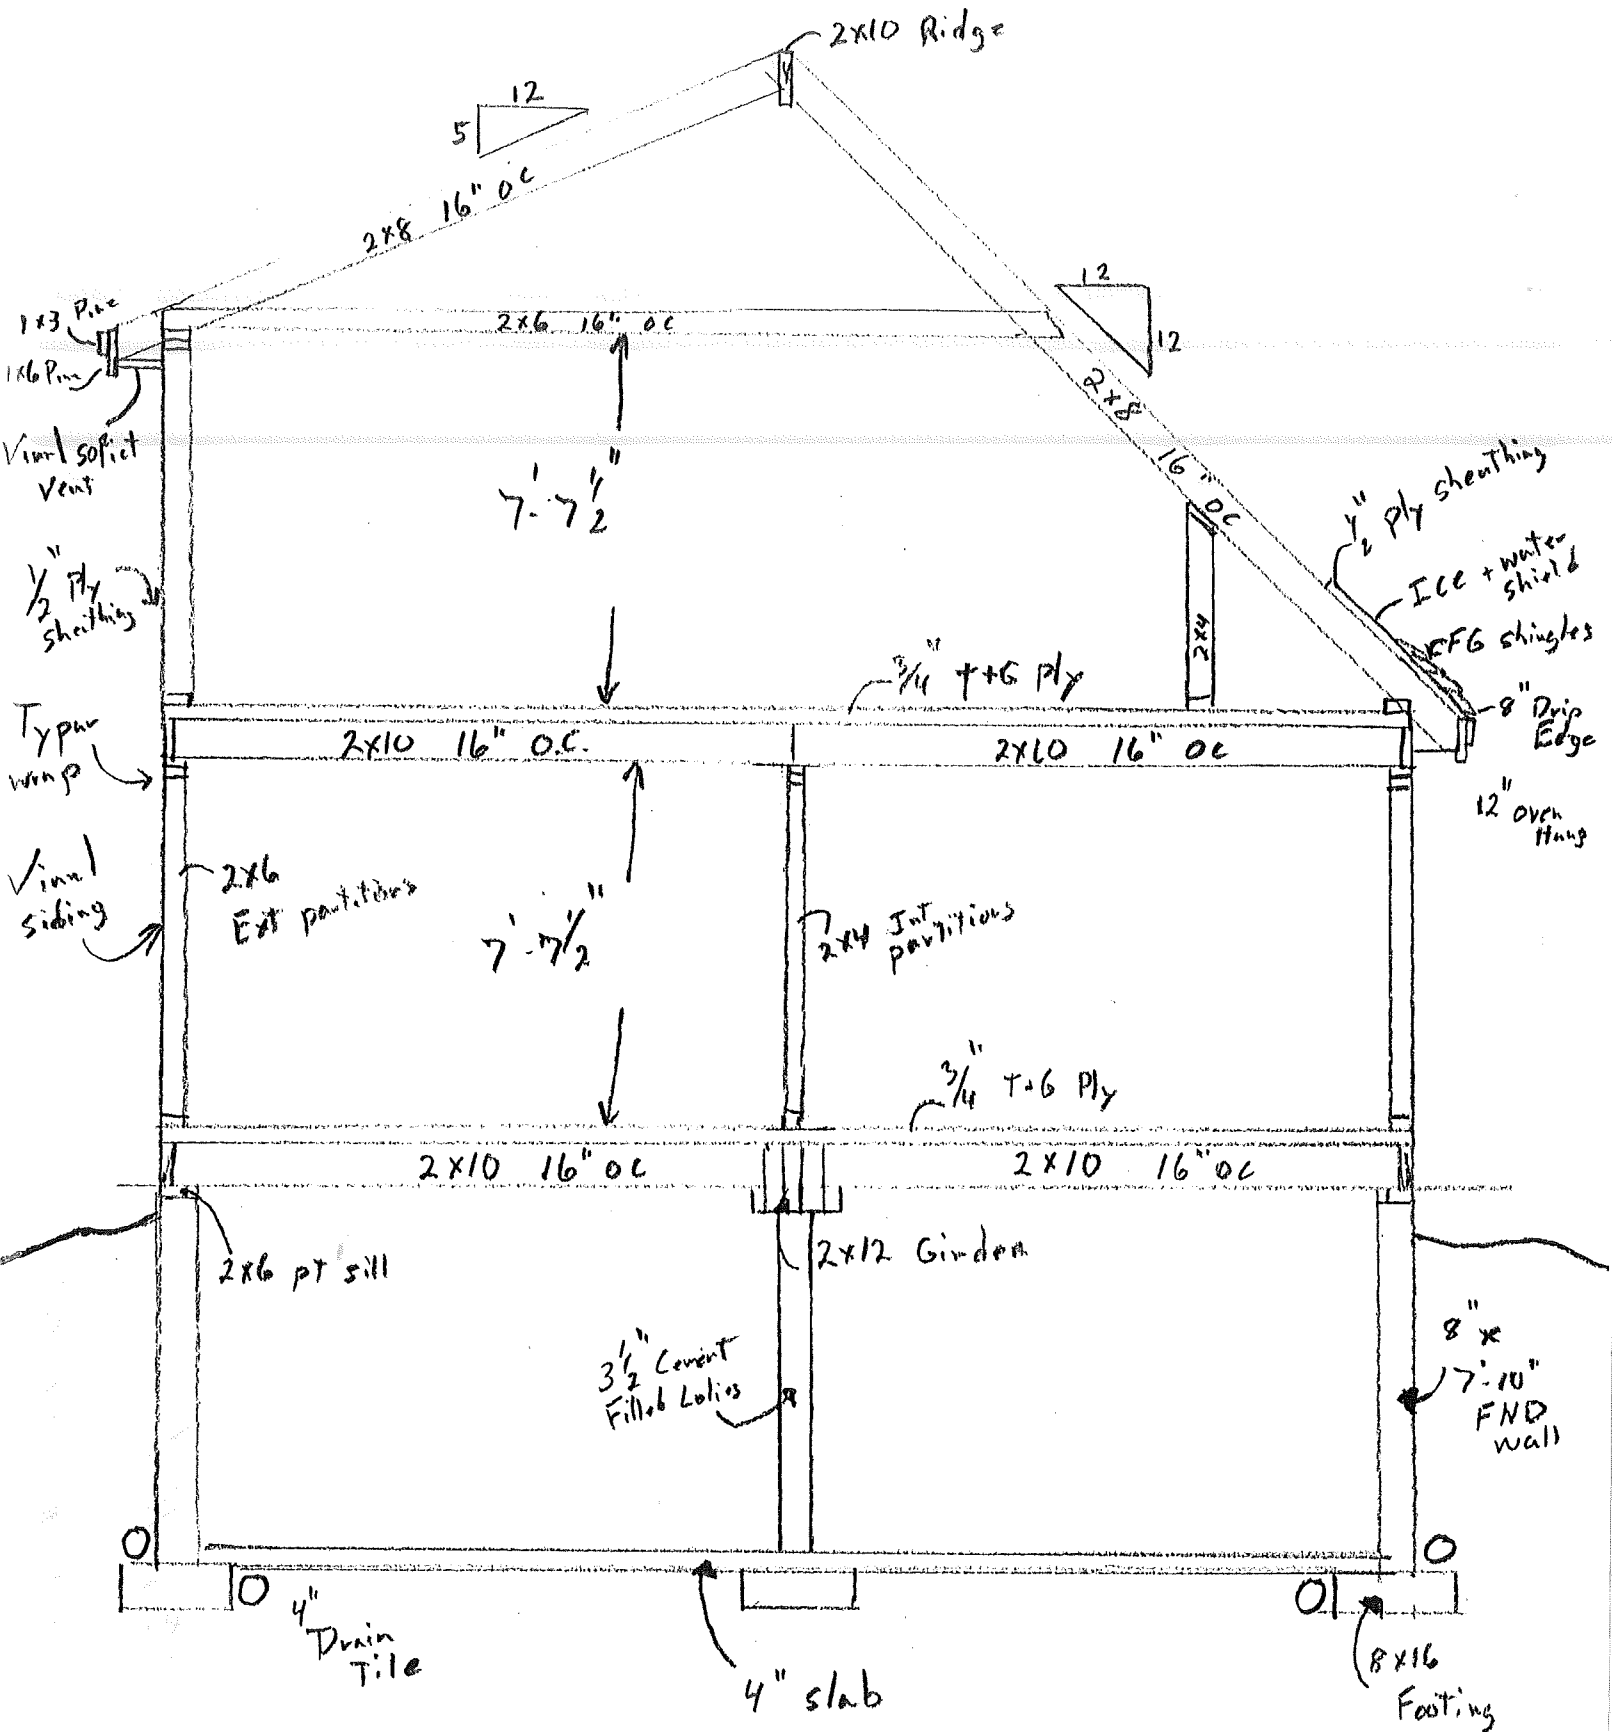 2x10 Ridge
12
5
2x8 16" OC
12
12
1x3 Pine
1x6 Pine
2x6 16" OC
2x8 16" OC
Vinnl sofict
Vent
7'-7 1/2"
1/2" ply sheathing
Ice + water
shield
FG shingles
1/2" Ply
sheithing
2x4
3/4" T+G Ply
8" Drip
Edge
Typar
wrap
2x10 16" O.C.
2x10 16" OC
12" Over
Hang
Vinnl
siding
2x6
Ext partitions
7'-7 1/2"
2x4 Int
partitions
3/4" T+G Ply
2x10 16" OC
2x10 16" OC
2x6 pt sill
2x12 Girder
3 1/2" Cement
Filled Lolies
8" x
7'-10"
FND
wall
4"
Drain
Tile
4" slab
8x16
Footing